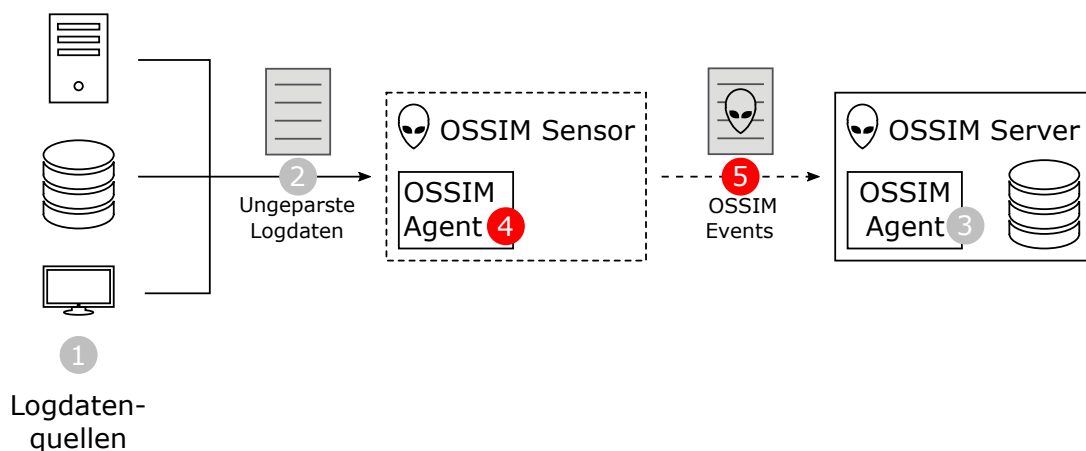 2
Ungeparste
Logdaten
OSSIM Sensor
OSSIM
Agent 4
5
OSSIM
Events
OSSIM Server
OSSIM
Agent 3
1
Logdaten-
quellen